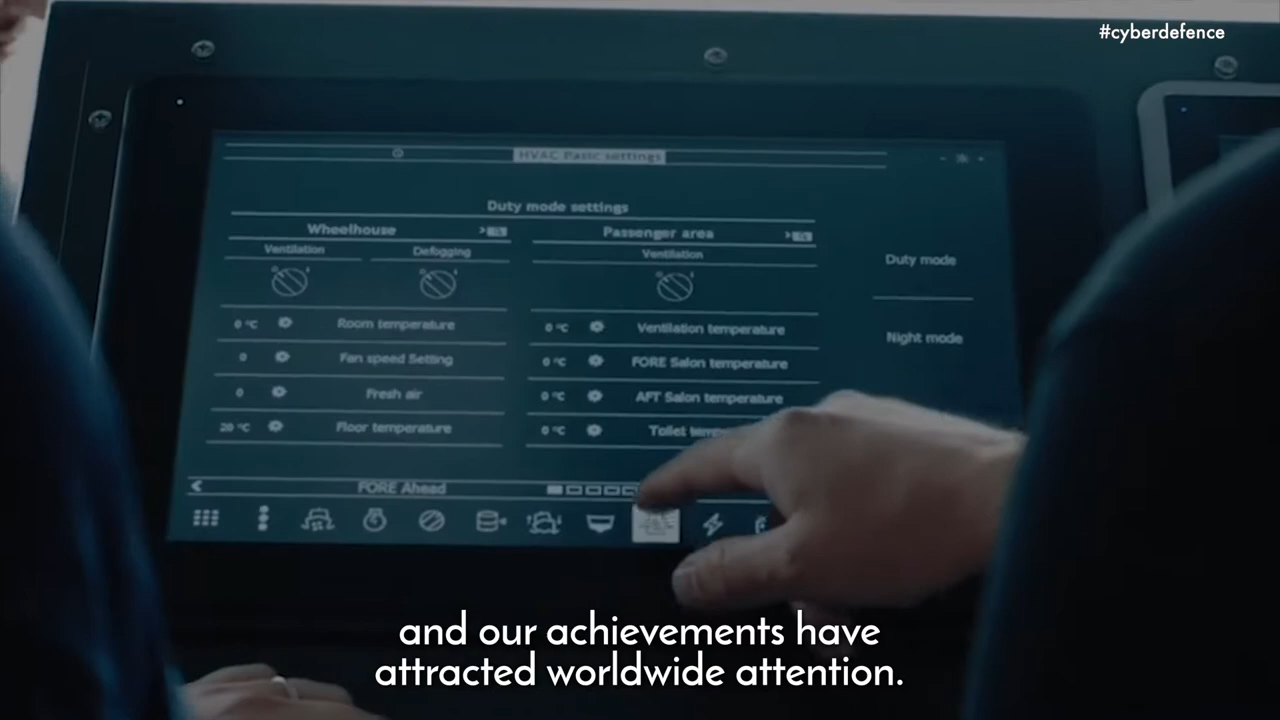 #cyberdefence
HVAC Basic settings
Duty mode settings
Wheelhouse
Passenger area
Ventilation
Defogging
Ventilation
Duty mode
Night mode
0 °C Room temperature
0 Fan speed Setting
0 Fresh air
20 °C Floor temperature
0 °C Ventilation temperature
0 °C FORE Salon temperature
0 °C AFT Salon temperature
0 °C Toilet
FORE Ahead
and our achievements have
attracted worldwide attention.